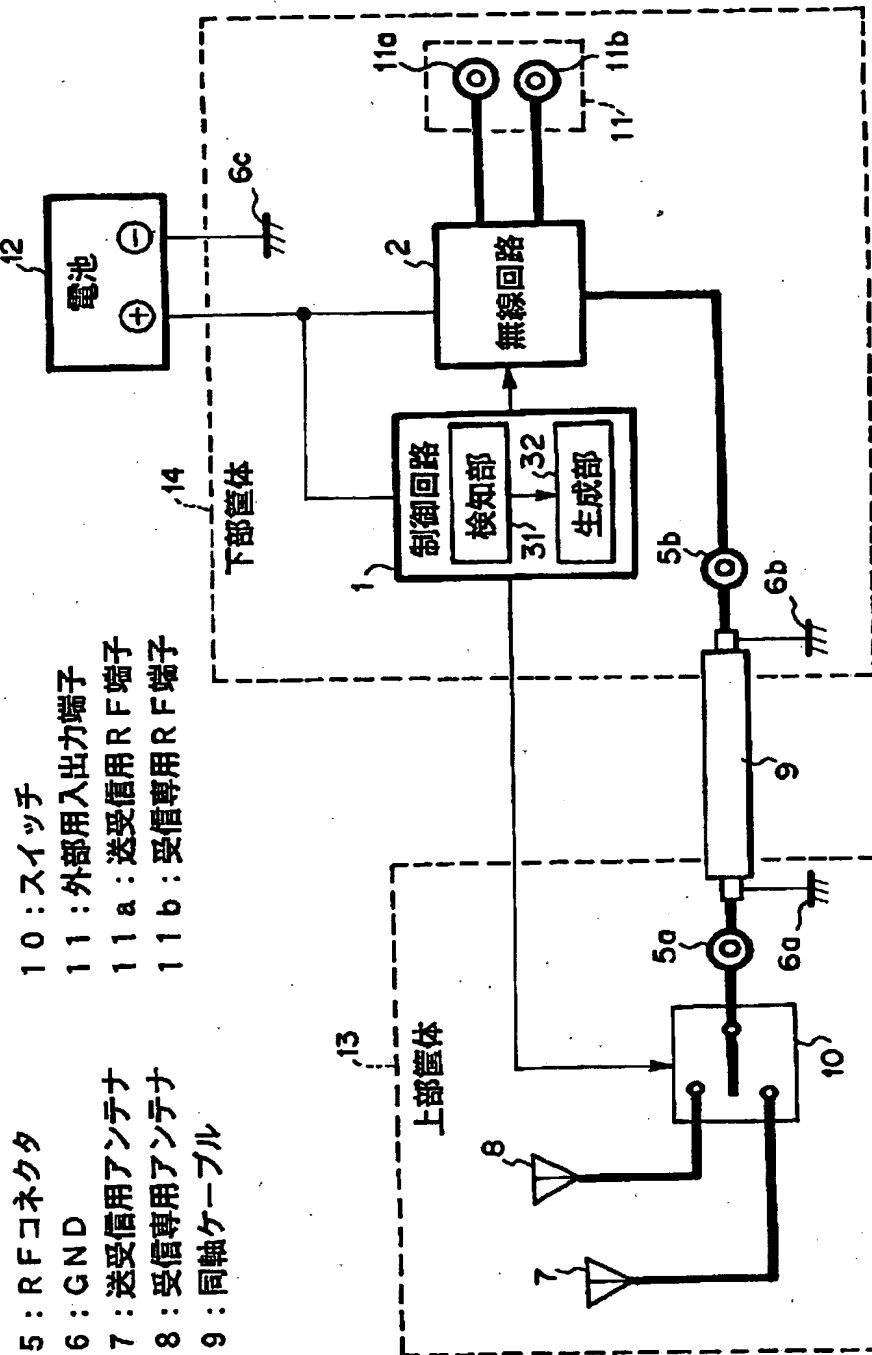 5:RFコネクタ
6:GND
7:送受信用アンテナ
8:受信専用アンテナ
9:同軸ケーブル
10:スイッチ
11:外部用入出力端子
11a:送受信用RF端子
11b:受信専用RF端子
12
電池
+
-
6c
14
下部筐体
11a
11b
11
2
無線回路
1
制御回路
検知部
31
32
生成部
5b
6b
9
13
上部筐体
5a
6a
10
8
7